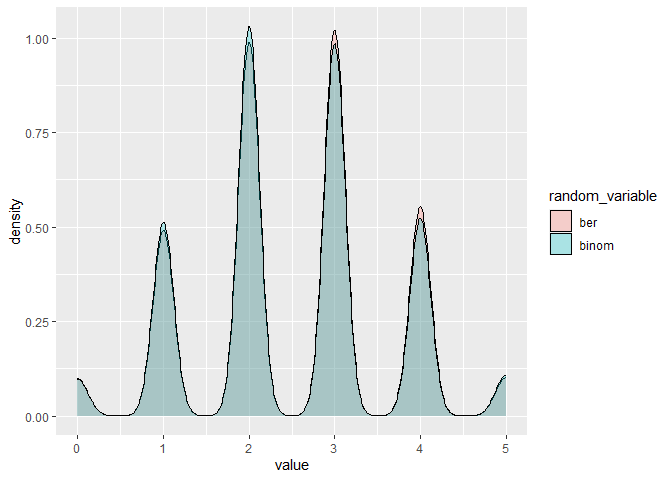 1.00
0.75
0.50
0.25
0.00
density
0 1 2 3 4 5
value
random_variable
ber
binom